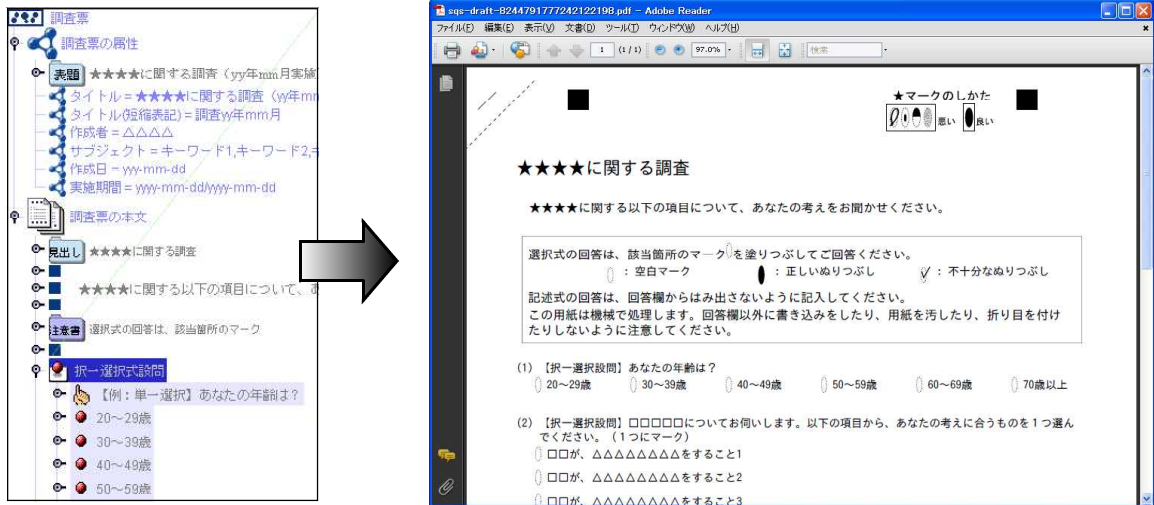 調査票
調査票の属性
表題 ★★★★に関する調査（yy年mm月実施
タイトル = ★★★★に関する調査（yy年mm
タイトル(短縮表記) = 調査yy年mm月
作成者 = △△△△
サブジェクト = キーワード1,キーワード2,
作成日 = yyyy-mm-dd
実施期間 = yyyy-mm-dd/yyyy-mm-dd
調査票の本文
見出し ★★★★に関する調査
★★★★に関する以下の項目について、あ
注意書 選択式の回答は、該当箇所のマーク
択一選択式設問
【例：単一選択】あなたの年齢は？
20～29歳
30～39歳
40～49歳
50～59歳
sqs-draft-8244791777242122198.pdf - Adobe Reader
ファイル(F) 編集(E) 表示(V) 文書(D) ツール(T) ウィンドウ(W) ヘルプ(H)
1 (1/1) 97.0% 検索
★マークのしかた
悪い 良い
★★★★に関する調査
★★★★に関する以下の項目について、あなたの考えをお聞かせください。
選択式の回答は、該当箇所のマークを塗りつぶしてご回答ください。
：空白マーク ：正しいぬりつぶし ：不十分なぬりつぶし
記述式の回答は、回答欄からはみ出さないように記入してください。
この用紙は機械で処理します。回答欄以外に書き込みをしたり、用紙を汚したり、折り目を付け
たりしないように注意してください。
(1) 【択一選択設問】あなたの年齢は？
20～29歳 30～39歳 40～49歳 50～59歳 60～69歳 70歳以上
(2) 【択一選択設問】□□□□□についてお伺いします。以下の項目から、あなたの考えに合うものを１つ選ん
でください。（１つにマーク）
□□が、△△△△△△△△をすること1
□□が、△△△△△△△△をすること2
□□が、△△△△△△△△をすること3